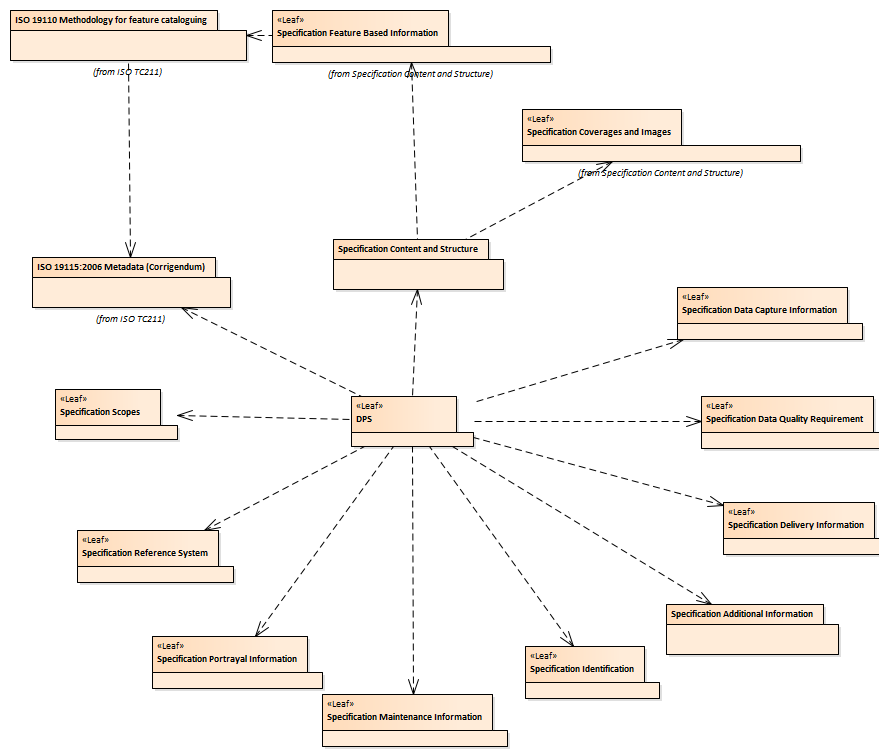 ISO 19110 Methodology for feature cataloguing
(from ISO TC211)
«Leaf»
Specification Feature Based Information
(from Specification Content and Structure)
«Leaf»
Specification Coverages and Images
(from Specification Content and Structure)
Specification Content and Structure
ISO 19115:2006 Metadata (Corrigendum)
(from ISO TC211)
«Leaf»
Specification Data Capture Information
«Leaf»
Specification Scopes
«Leaf»
DPS
«Leaf»
Specification Data Quality Requirement
«Leaf»
Specification Delivery Information
«Leaf»
Specification Reference System
Specification Additional Information
«Leaf»
Specification Portrayal Information
«Leaf»
Specification Identification
«Leaf»
Specification Maintenance Information